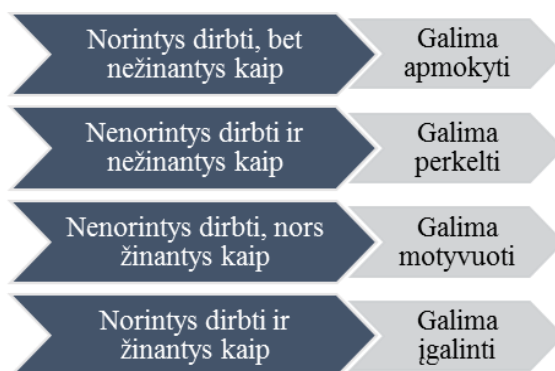 Norintys dirbti, bet
nežinantys kaip
Galima
apmokyti
Nenorintys dirbti ir
nežinantys kaip
Galima
perkelti
Nenorintys dirbti, nors
žinantys kaip
Galima
motyvuoti
Norintys dirbti ir
žinantys kaip
Galima
įgalinti